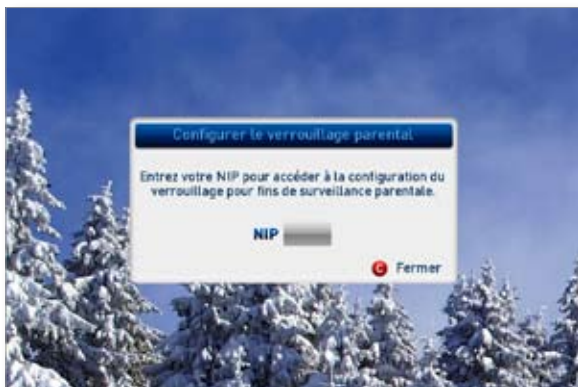 Configurer le verrouillage parental
Entrez votre NIP pour accéder à la configuration du
verrouillage pour fins de surveillance parentale.
NIP
C Fermer